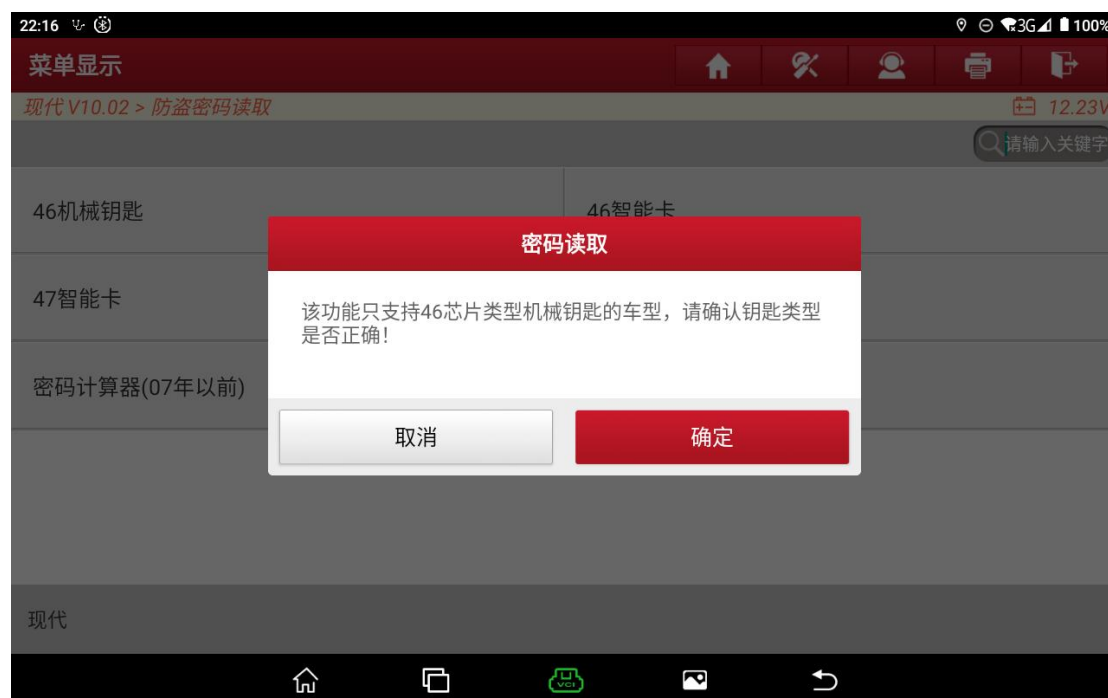 22:16 3G 100%
菜单显示
现代 V10.02 > 防盗密码读取 12.23V
请输入关键字
46机械钥匙 46智能卡
密码读取
47智能卡
该功能只支持46芯片类型机械钥匙的车型，请确认钥匙类型
是否正确！
密码计算器(07年以前)
取消 确定
现代
VCI